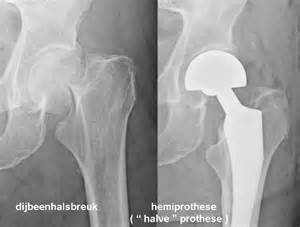 dijbeenhalsbreuk
hemiprothese
( “ halve ” prothese )